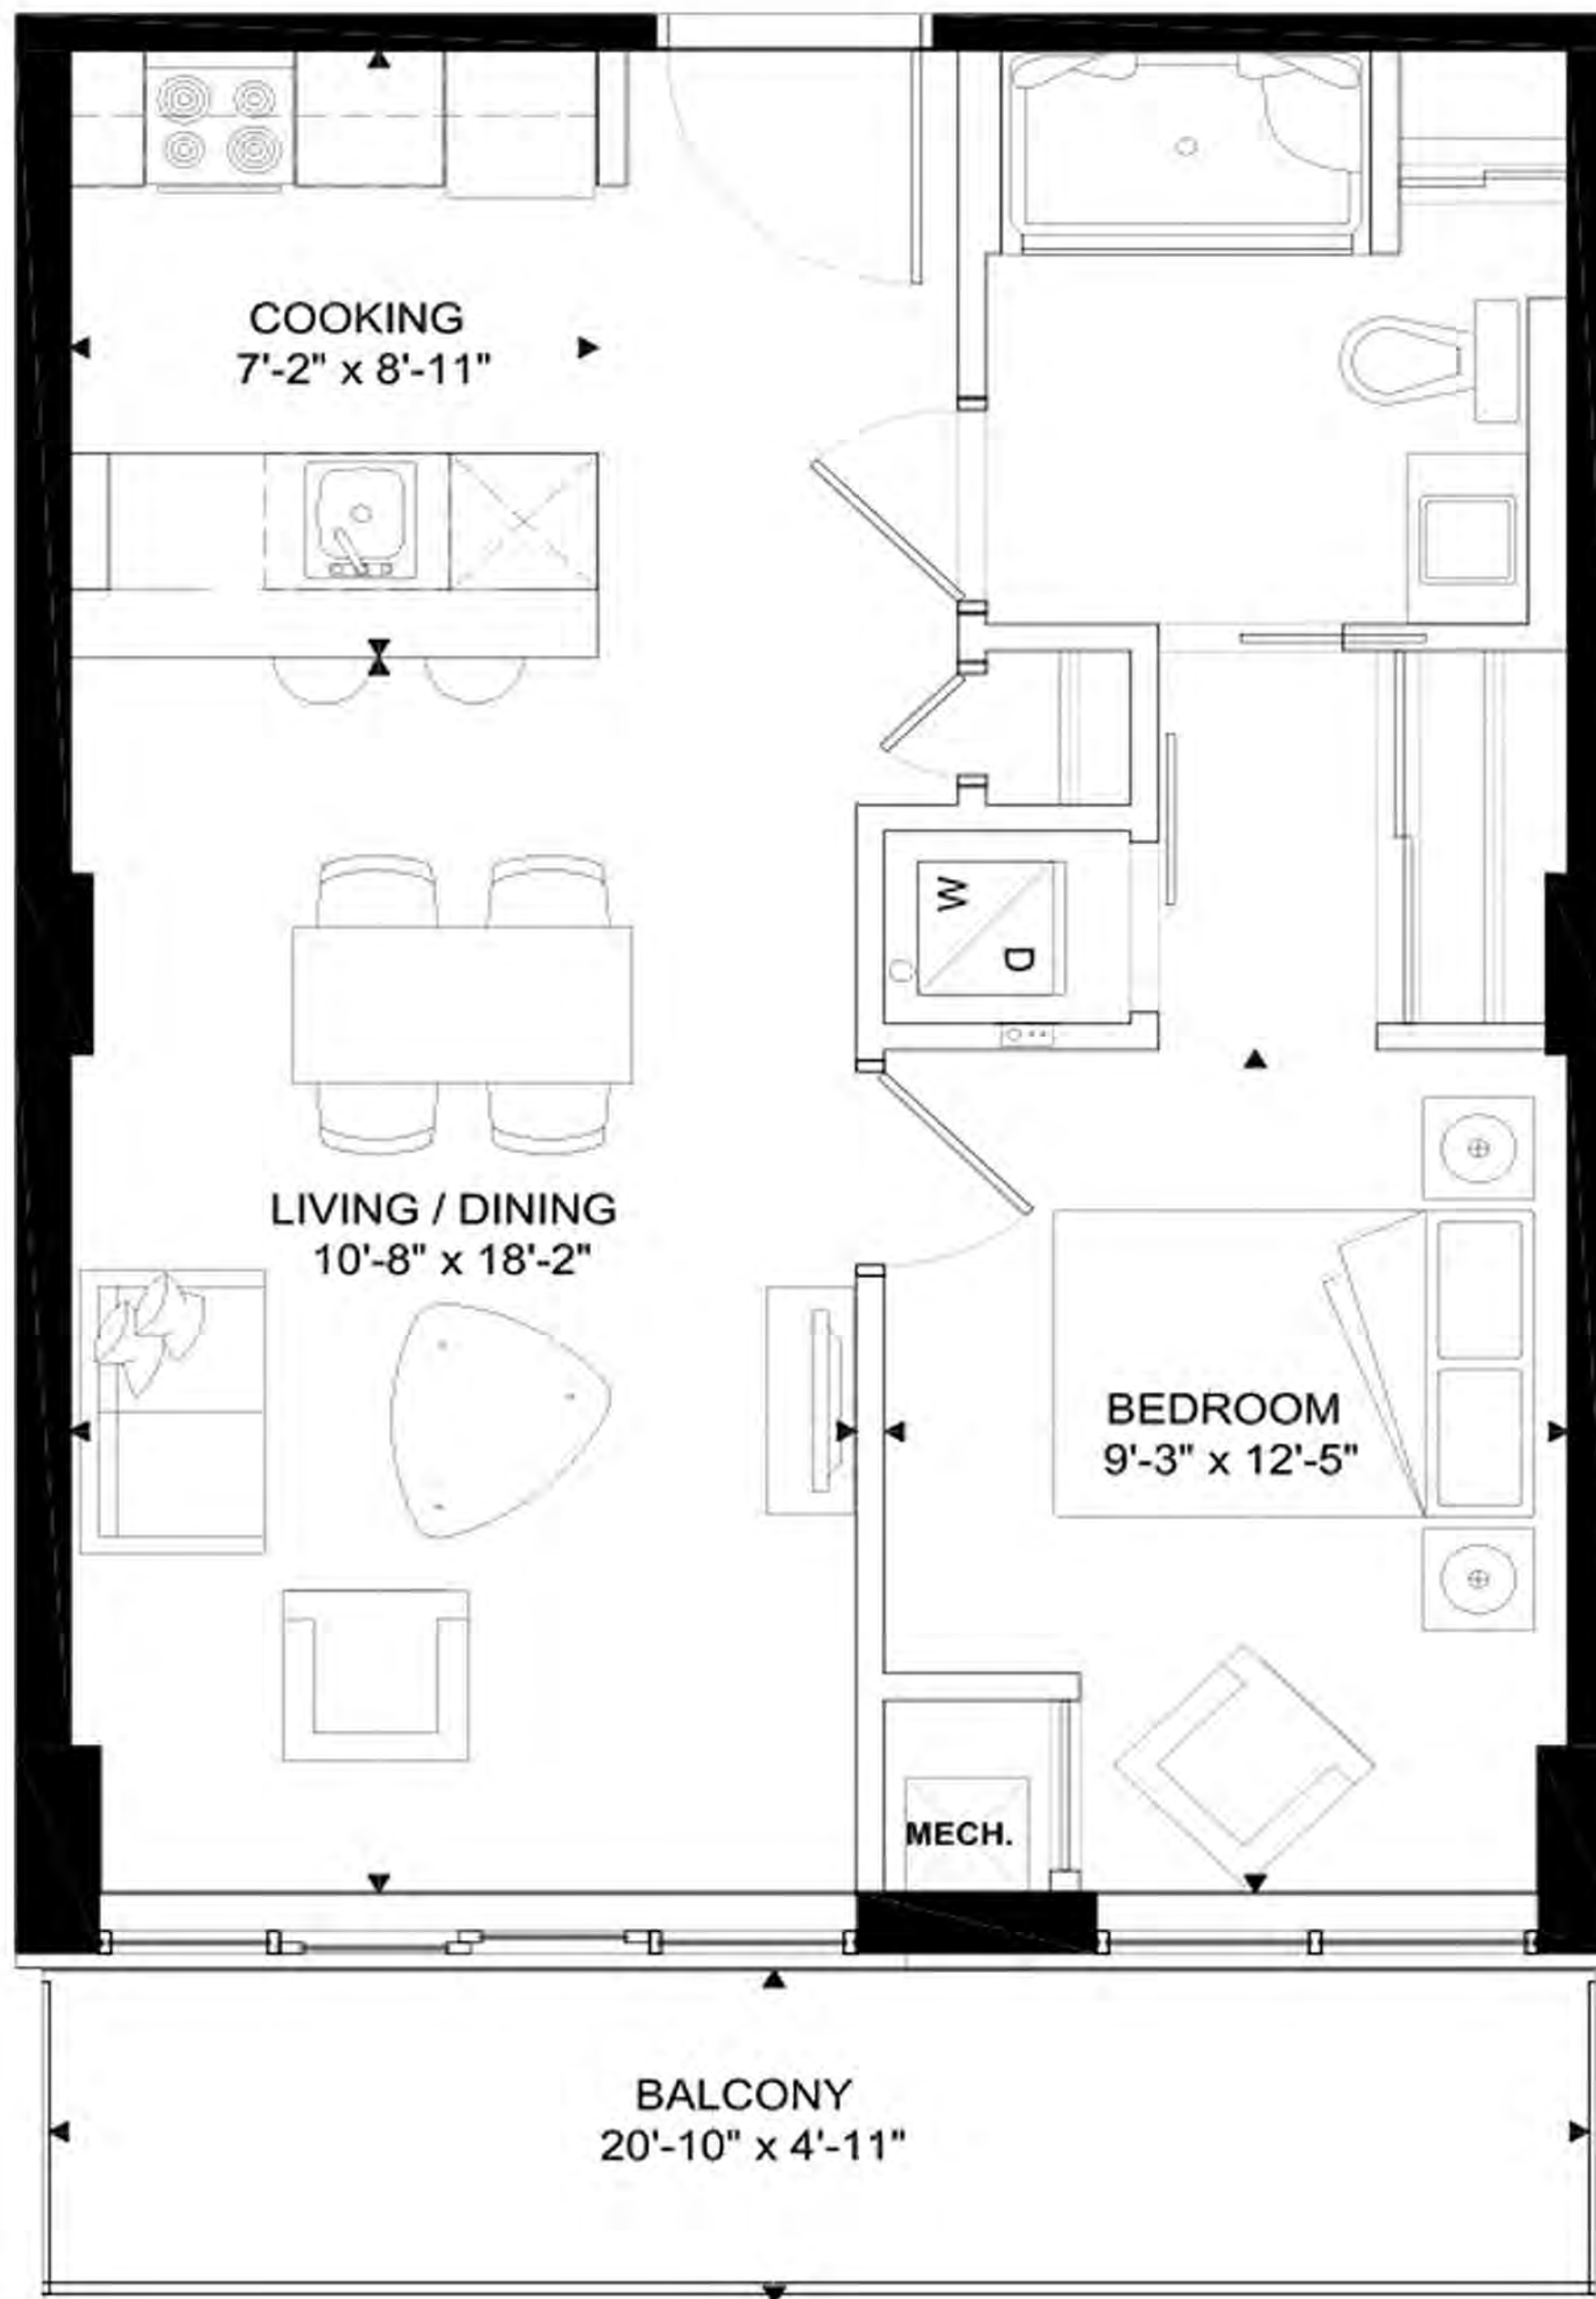 COOKING
7'-2" x 8'-11"
W
D
LIVING / DINING
10'-8" x 18'-2"
BEDROOM
9'-3" x 12'-5"
MECH.
BALCONY
20'-10" x 4'-11"